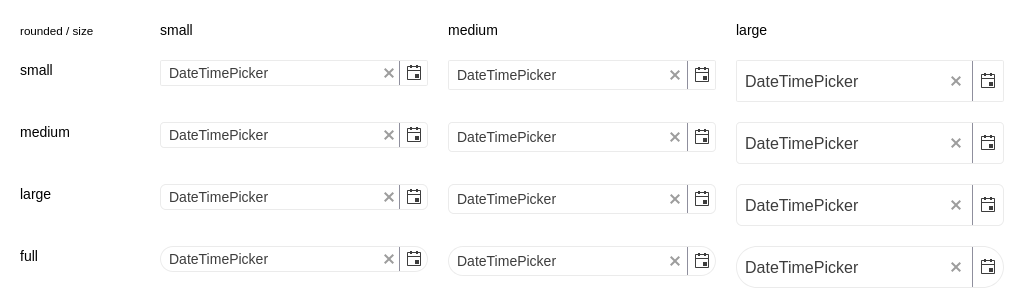 rounded / size small medium large
small DateTimePicker DateTimePicker DateTimePicker
medium DateTimePicker DateTimePicker DateTimePicker
large DateTimePicker DateTimePicker DateTimePicker
full DateTimePicker DateTimePicker DateTimePicker